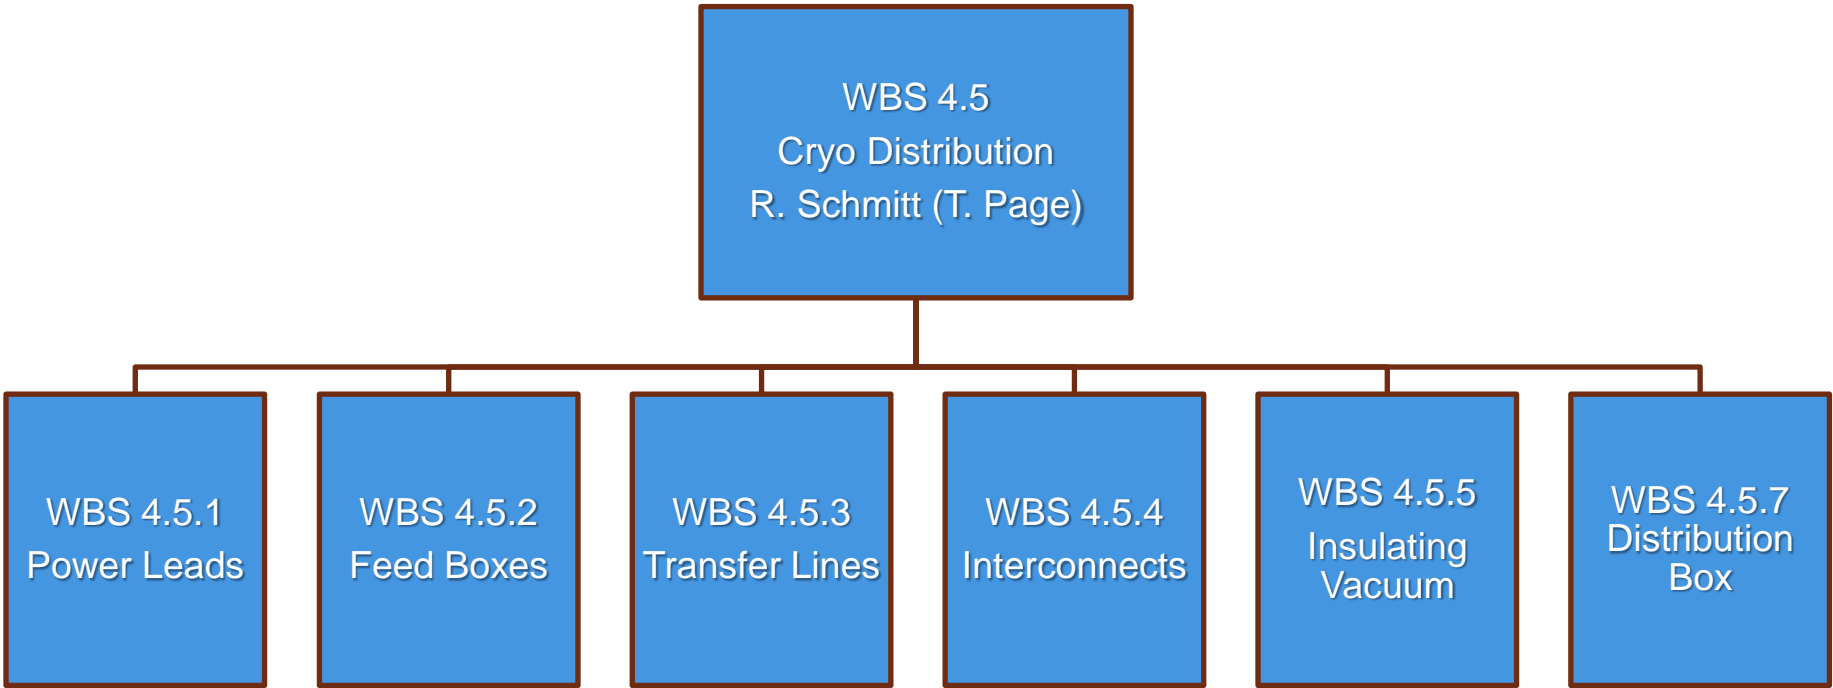 WBS 4.5
Cryo Distribution
R. Schmitt (T. Page)
WBS 4.5.1
Power Leads
WBS 4.5.2
Feed Boxes
WBS 4.5.3
Transfer Lines
WBS 4.5.4
Interconnects
WBS 4.5.5
Insulating
Vacuum
WBS 4.5.7
Distribution
Box